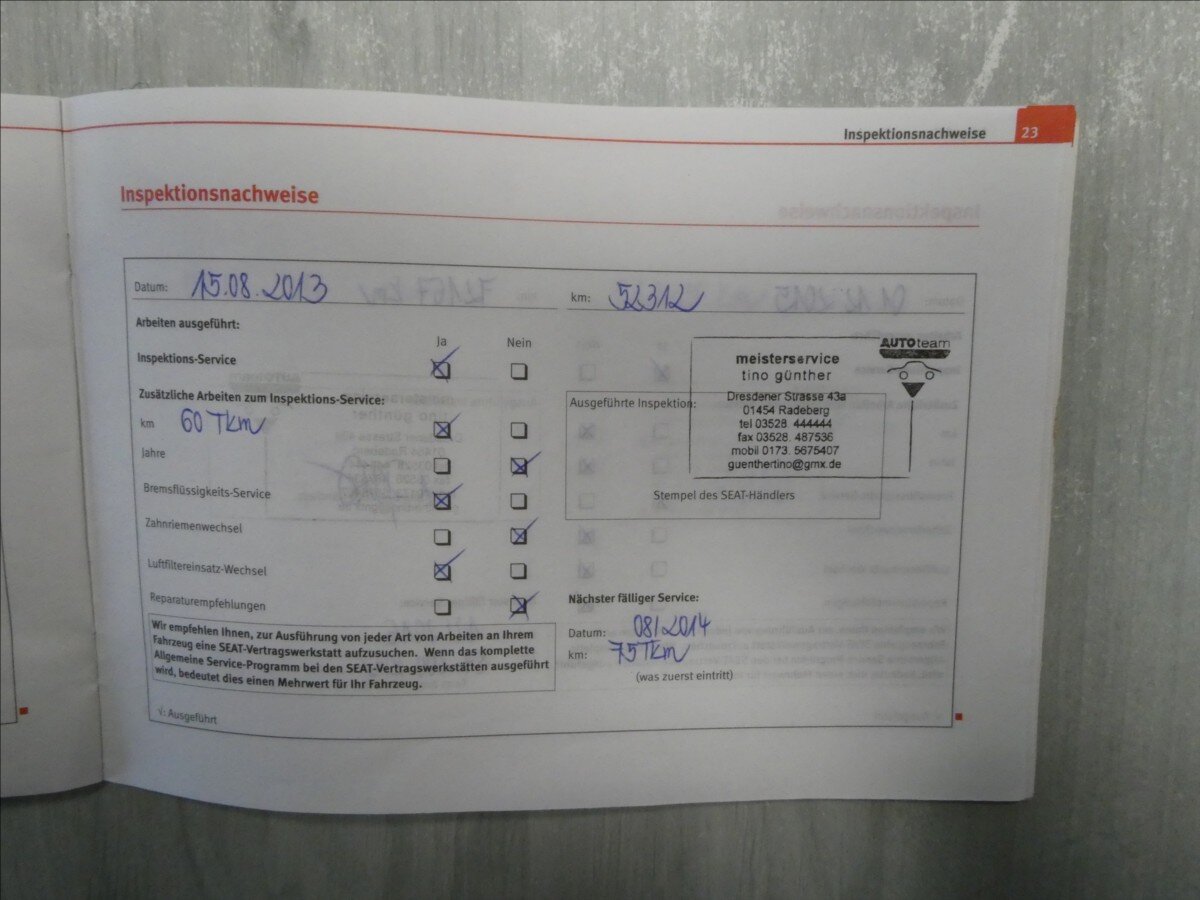 Inspektionsnachweise 23
Inspektionsnachweise
Datum: 15.08.2013 km: 52312
Arbeiten ausgeführt:
Ja Nein
Inspektions-Service
Zusätzliche Arbeiten zum Inspektions-Service:
km 60 Tkm
Jahre
Bremsflüssigkeits-Service
Zahnriemenwechsel
Luftfiltereinsatz-Wechsel
Reparaturempfehlungen
Wir empfehlen Ihnen, zur Ausführung von jeder Art von Arbeiten an Ihrem
Fahrzeug eine SEAT-Vertragswerkstatt aufzusuchen. Wenn das komplette
Allgemeine Service-Programm bei den SEAT-Vertragswerkstätten ausgeführt
wird, bedeutet dies einen Mehrwert für Ihr Fahrzeug.
√: Ausgeführt
AUTOteam
meisterservice
tino günther
Ausgeführte Inspektion:
Dresdener Strasse 43a
01454 Radeberg
tel 03528 444444
fax 03528 487536
mobil 0173 5675407
guenthertino@gmx.de
Stempel des SEAT-Händlers
Nächster fälliger Service:
Datum: 08/2014
km: 75 Tkm
(was zuerst eintritt)